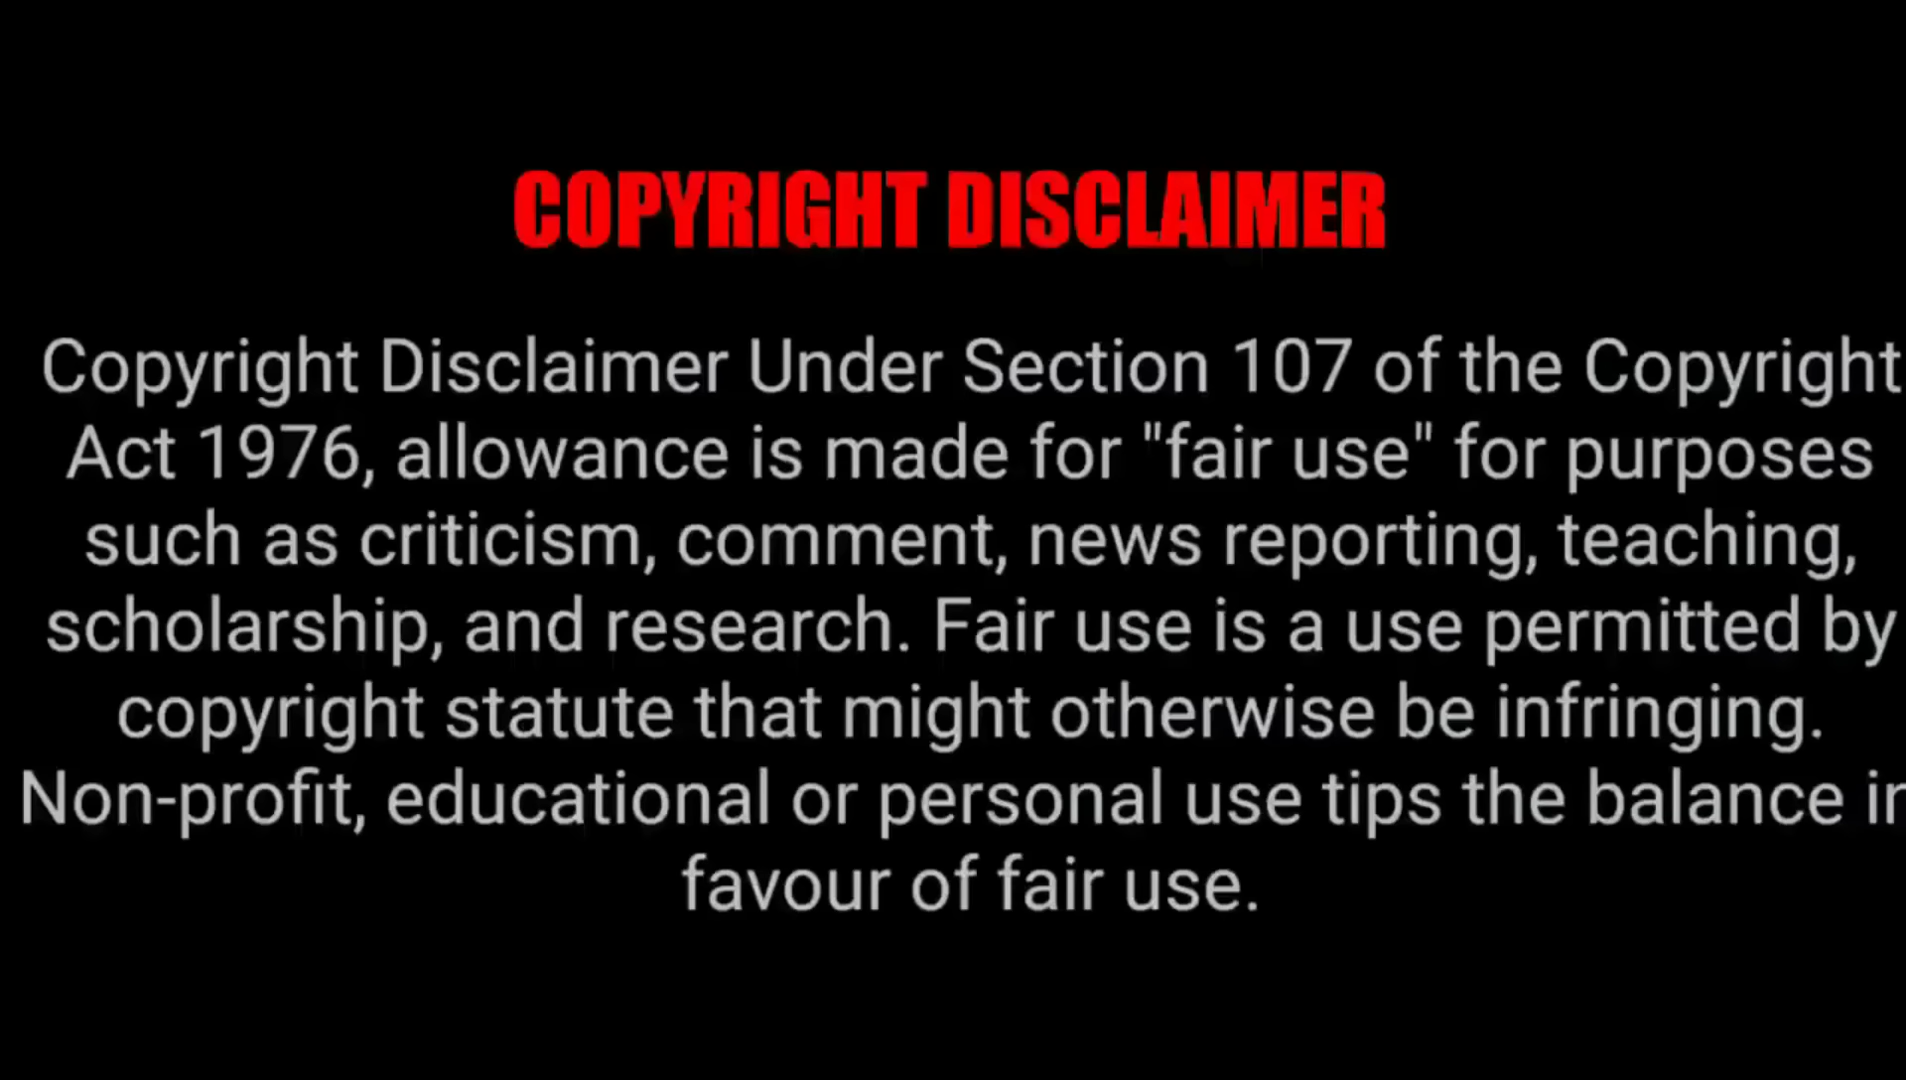 COPYRIGHT DISCLAIMER
Copyright Disclaimer Under Section 107 of the Copyright
Act 1976, allowance is made for "fair use" for purposes
such as criticism, comment, news reporting, teaching,
scholarship, and research. Fair use is a use permitted by
copyright statute that might otherwise be infringing.
Non-profit, educational or personal use tips the balance in
favour of fair use.